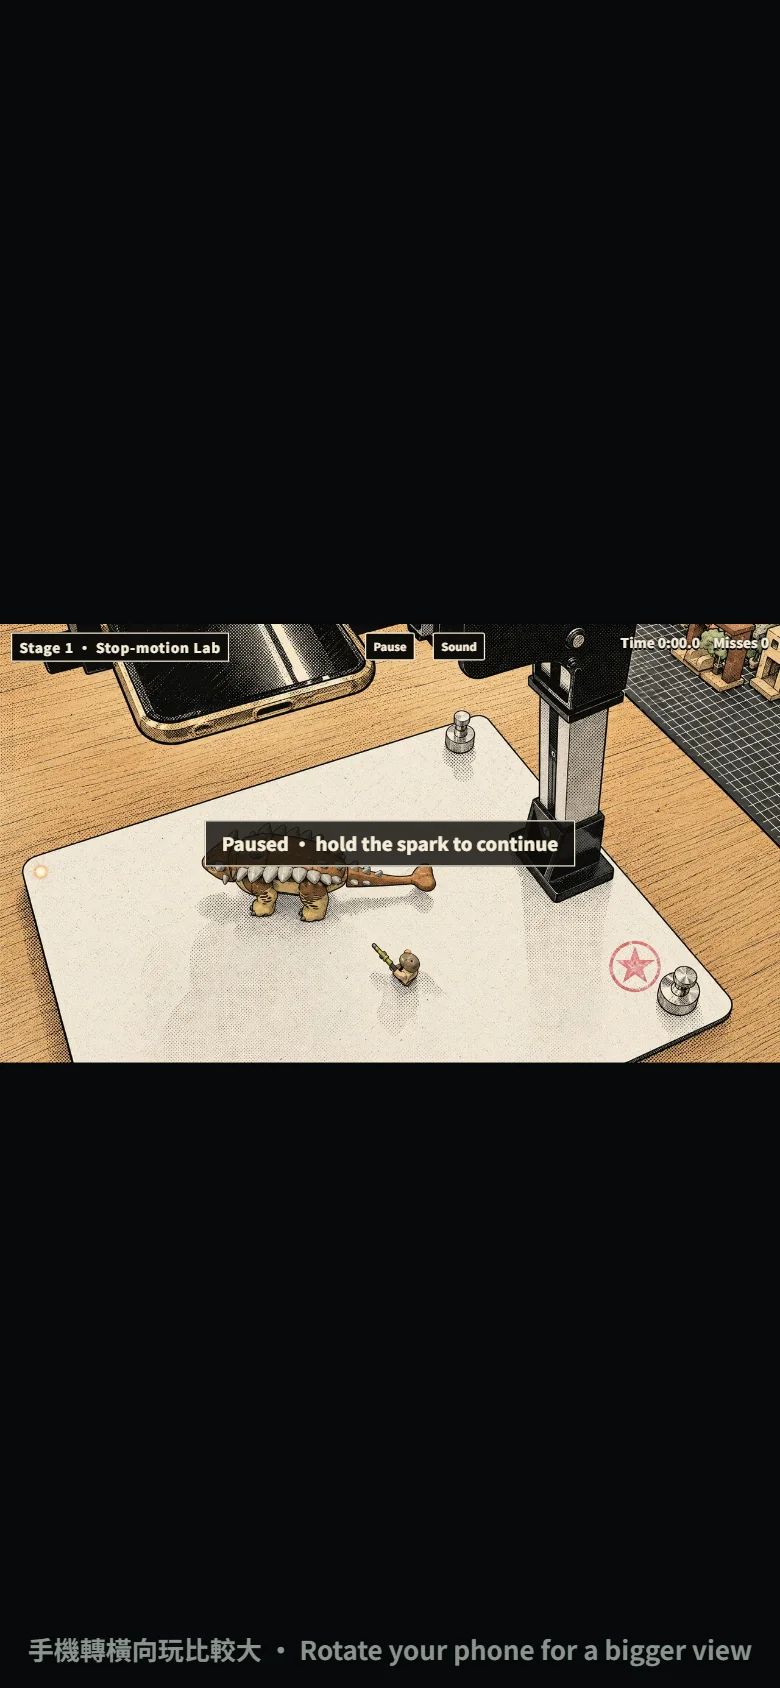 Stage 1 • Stop-motion Lab
Pause
Sound
Time 0:00.0 Misses 0
Paused • hold the spark to continue
手機轉橫向玩比較大 • Rotate your phone for a bigger view